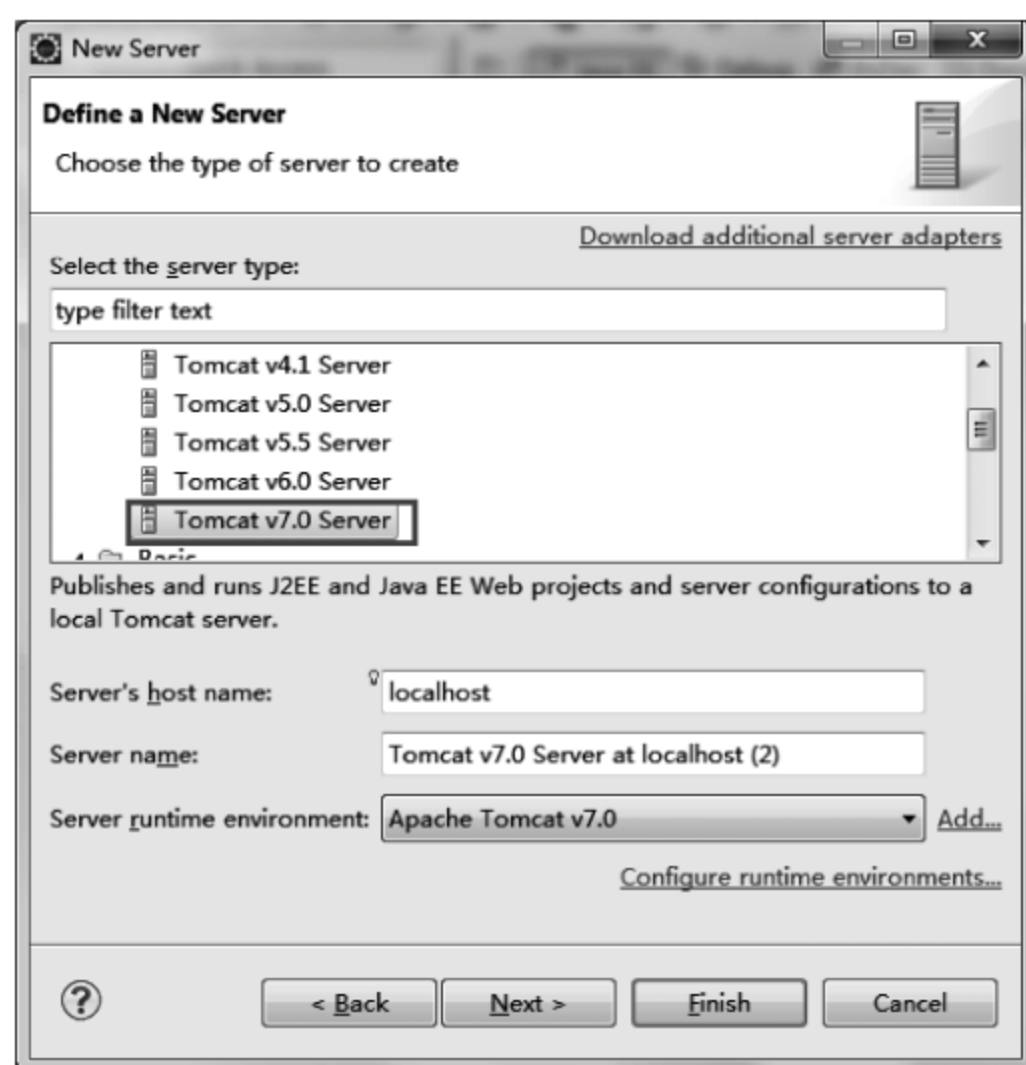 New Server
Define a New Server
Choose the type of server to create
Download additional server adapters
Select the server type:
type filter text
Tomcat v4.1 Server
Tomcat v5.0 Server
Tomcat v5.5 Server
Tomcat v6.0 Server
Tomcat v7.0 Server
Basic
Publishes and runs J2EE and Java EE Web projects and server configurations to a
local Tomcat server.
Server's host name: localhost
Server name: Tomcat v7.0 Server at localhost (2)
Server runtime environment: Apache Tomcat v7.0 Add...
Configure runtime environments...
? < Back Next > Finish Cancel